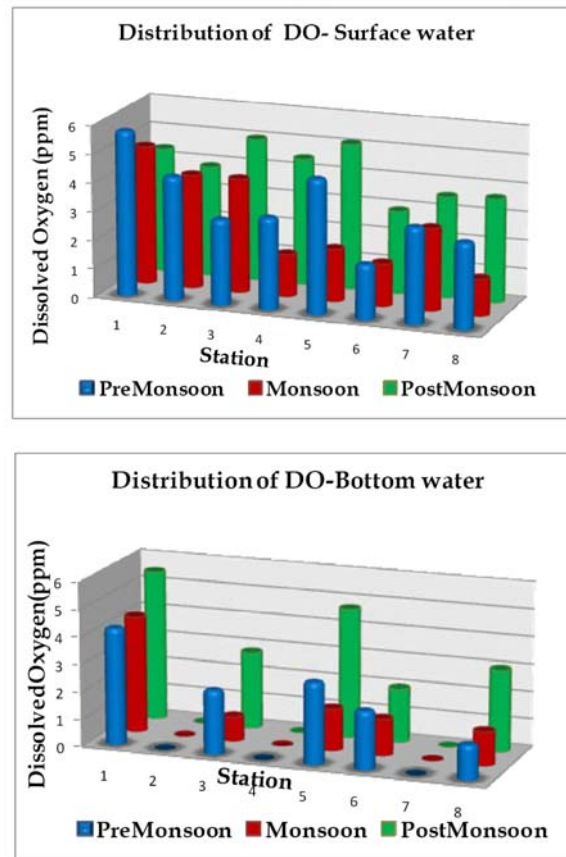 Distribution of DO- Surface water
6
5
4
3
2
1
0
Dissolved Oxygen (ppm)
1 2 3 4 5 6 7 8
Station
PreMonsoon Monsoon PostMonsoon
Distribution of DO-Bottom water
6
5
4
3
2
1
0
DissolvedOxygen(ppm)
1 2 3 4 5 6 7 8
Station
PreMonsoon Monsoon PostMonsoon